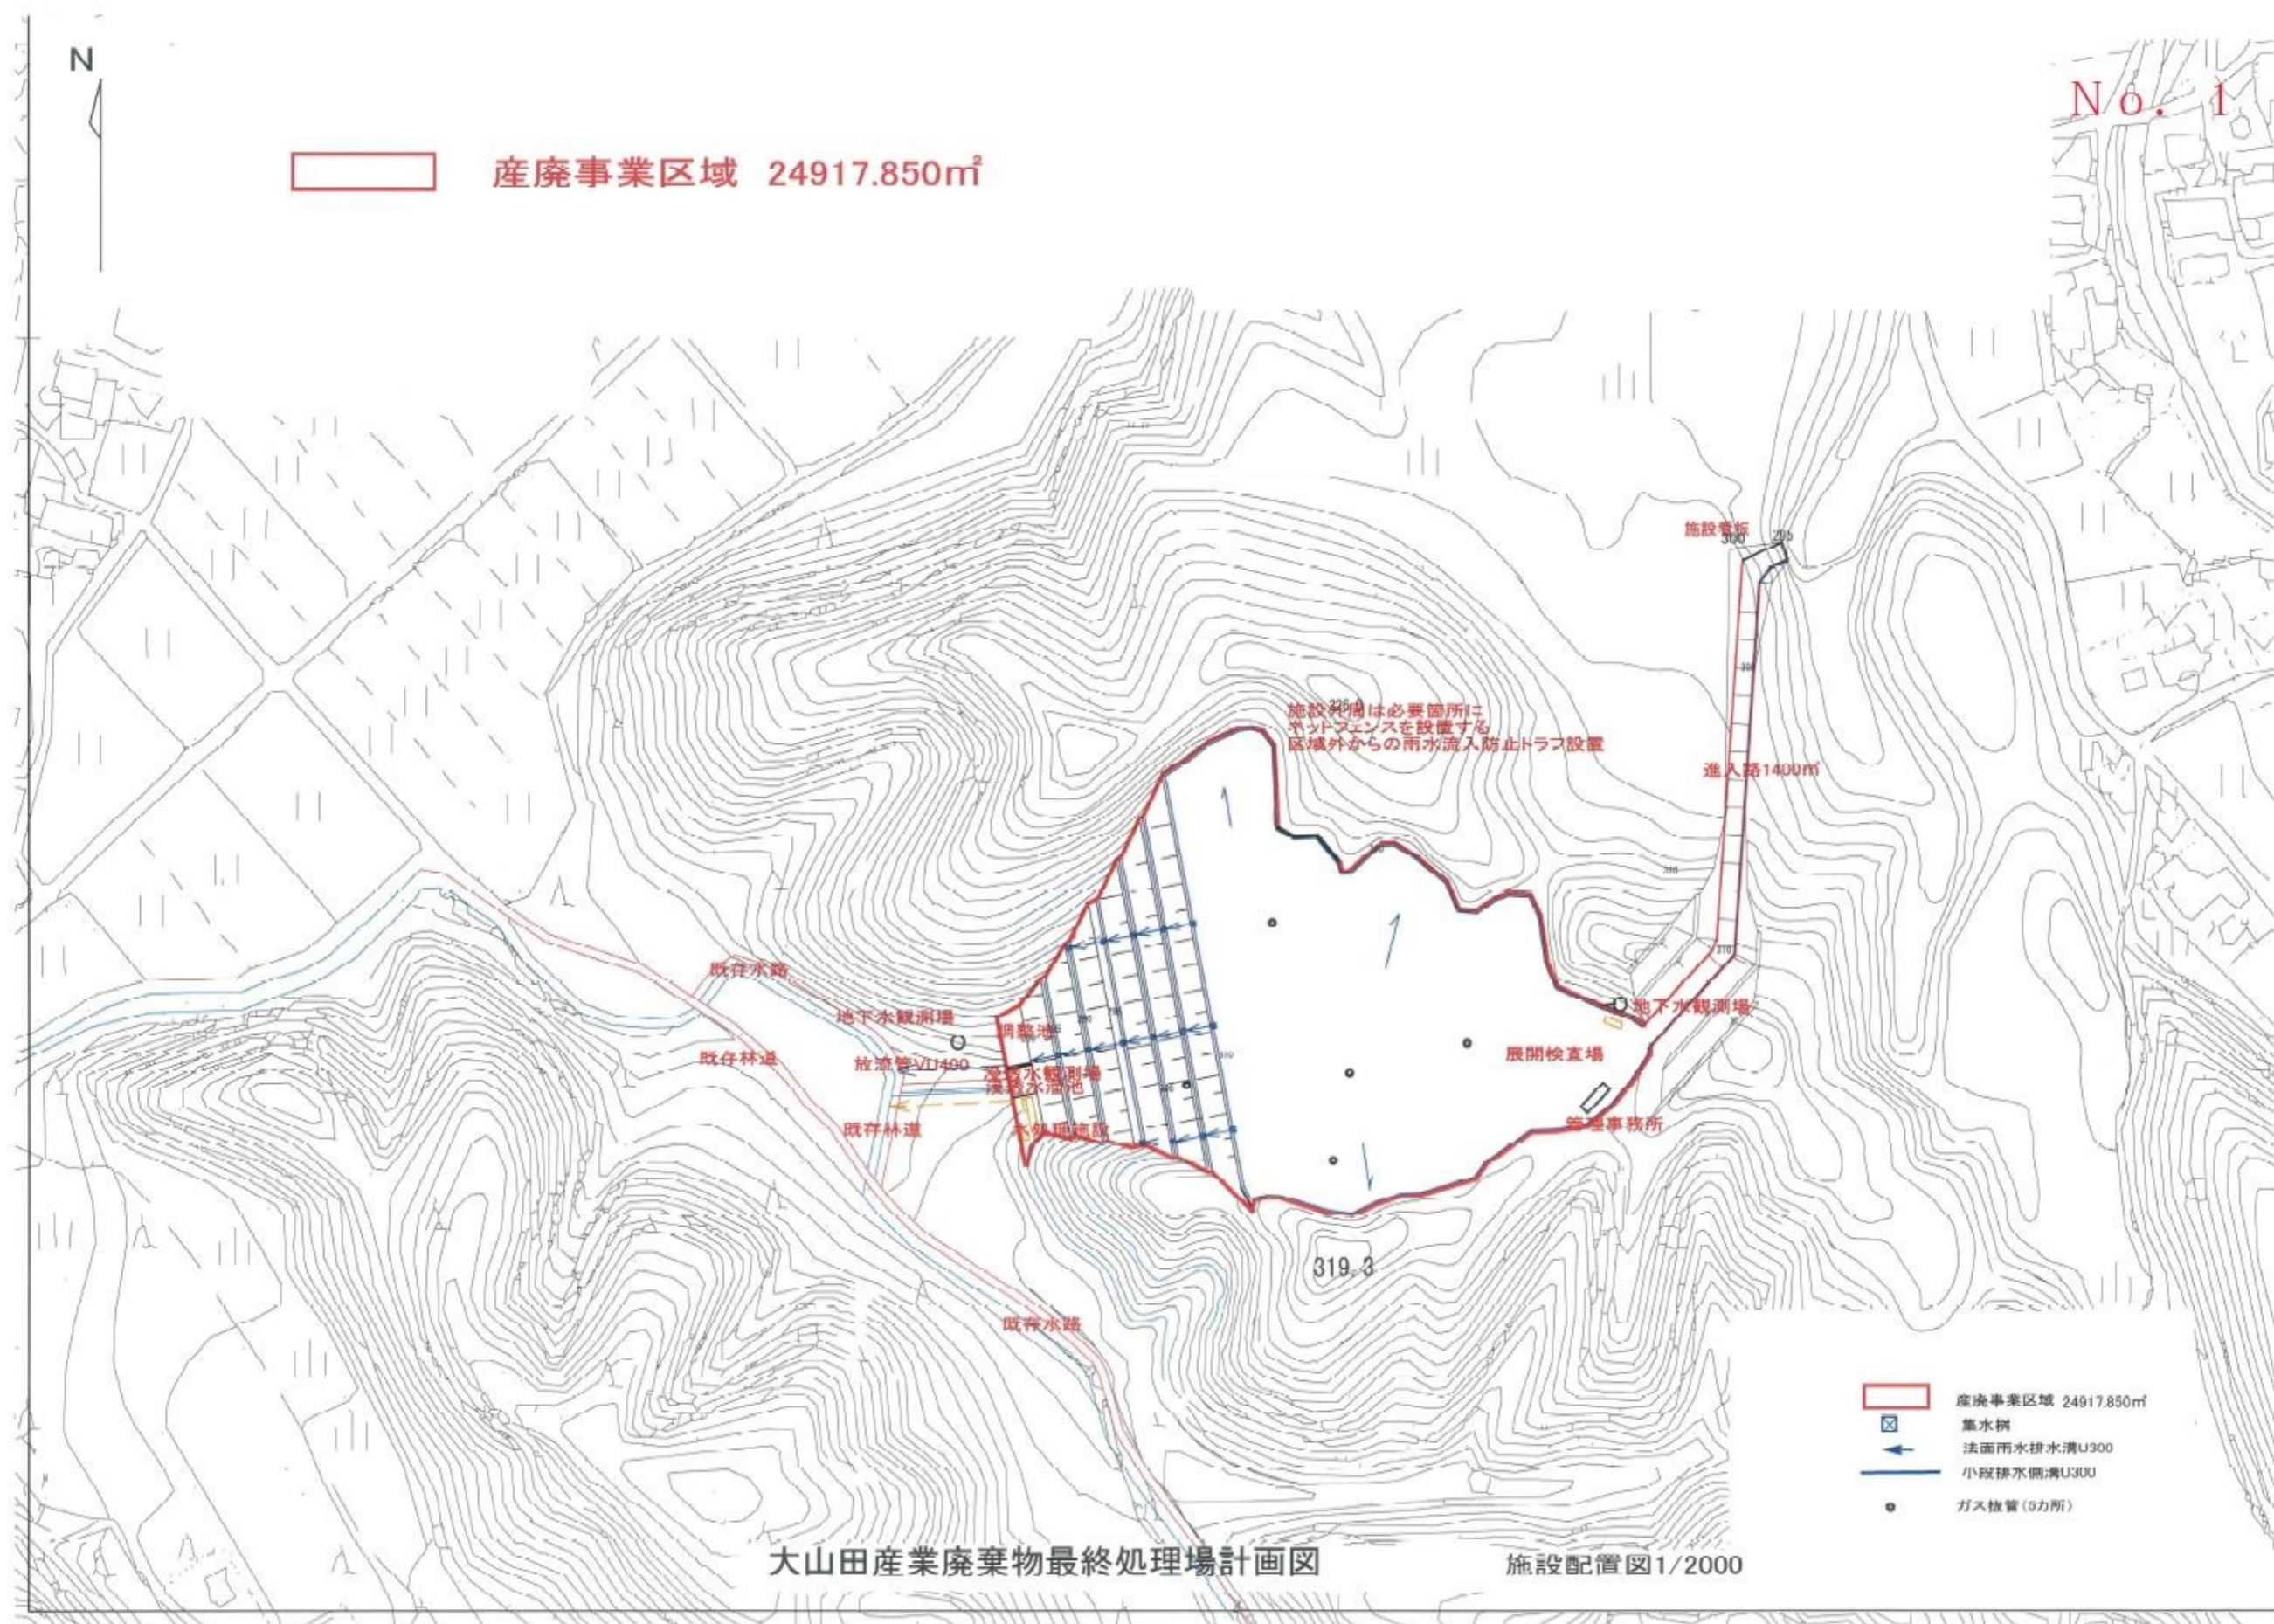 N
No. 1
産廃事業区域 24917.850㎡
施設看板
300
295
施設外周は必要箇所に
ネットフェンスを設置する
区域外からの雨水流入防止トラフ設置
進入路1400㎡
既存水路
地下水観測場
調整池
310
地下水観測場
既存林道
放流管VU400
浸透水観測場
浸透水溜池
展開検査場
既存林道
水処理施設
管理事務所
319.3
既存水路
産廃事業区域 24917.850㎡
集水桝
法面雨水排水溝U300
小段排水側溝U300
ガス抜管(5カ所)
大山田産業廃棄物最終処理場計画図
施設配置図1/2000